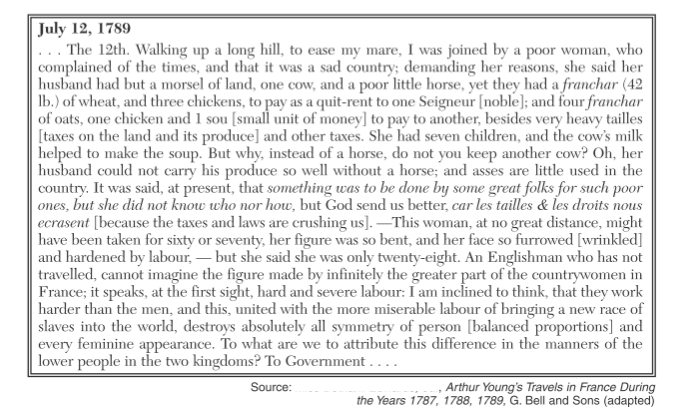 July 12, 1789
. . . The 12th. Walking up a long hill, to ease my mare, I was joined by a poor woman, who
complained of the times, and that it was a sad country; demanding her reasons, she said her
husband had but a morsel of land, one cow, and a poor little horse, yet they had a franchar (42
lb.) of wheat, and three chickens, to pay as a quit-rent to one Seigneur [noble]; and four franchar
of oats, one chicken and 1 sou [small unit of money] to pay to another, besides very heavy tailles
[taxes on the land and its produce] and other taxes. She had seven children, and the cow's milk
helped to make the soup. But why, instead of a horse, do not you keep another cow? Oh, her
husband could not carry his produce so well without a horse; and asses are little used in the
country. It was said, at present, that something was to be done by some great folks for such poor
ones, but she did not know who nor how, but God send us better, car les tailles & les droits nous
ecrasent [because the taxes and laws are crushing us]. —This woman, at no great distance, might
have been taken for sixty or seventy, her figure was so bent, and her face so furrowed [wrinkled]
and hardened by labour, — but she said she was only twenty-eight. An Englishman who has not
travelled, cannot imagine the figure made by infinitely the greater part of the countrywomen in
France; it speaks, at the first sight, hard and severe labour: I am inclined to think, that they work
harder than the men, and this, united with the more miserable labour of bringing a new race of
slaves into the world, destroys absolutely all symmetry of person [balanced proportions] and
every feminine appearance. To what are we to attribute this difference in the manners of the
lower people in the two kingdoms? To Government . . . .
Source: , Arthur Young's Travels in France During
the Years 1787, 1788, 1789, G. Bell and Sons (adapted)